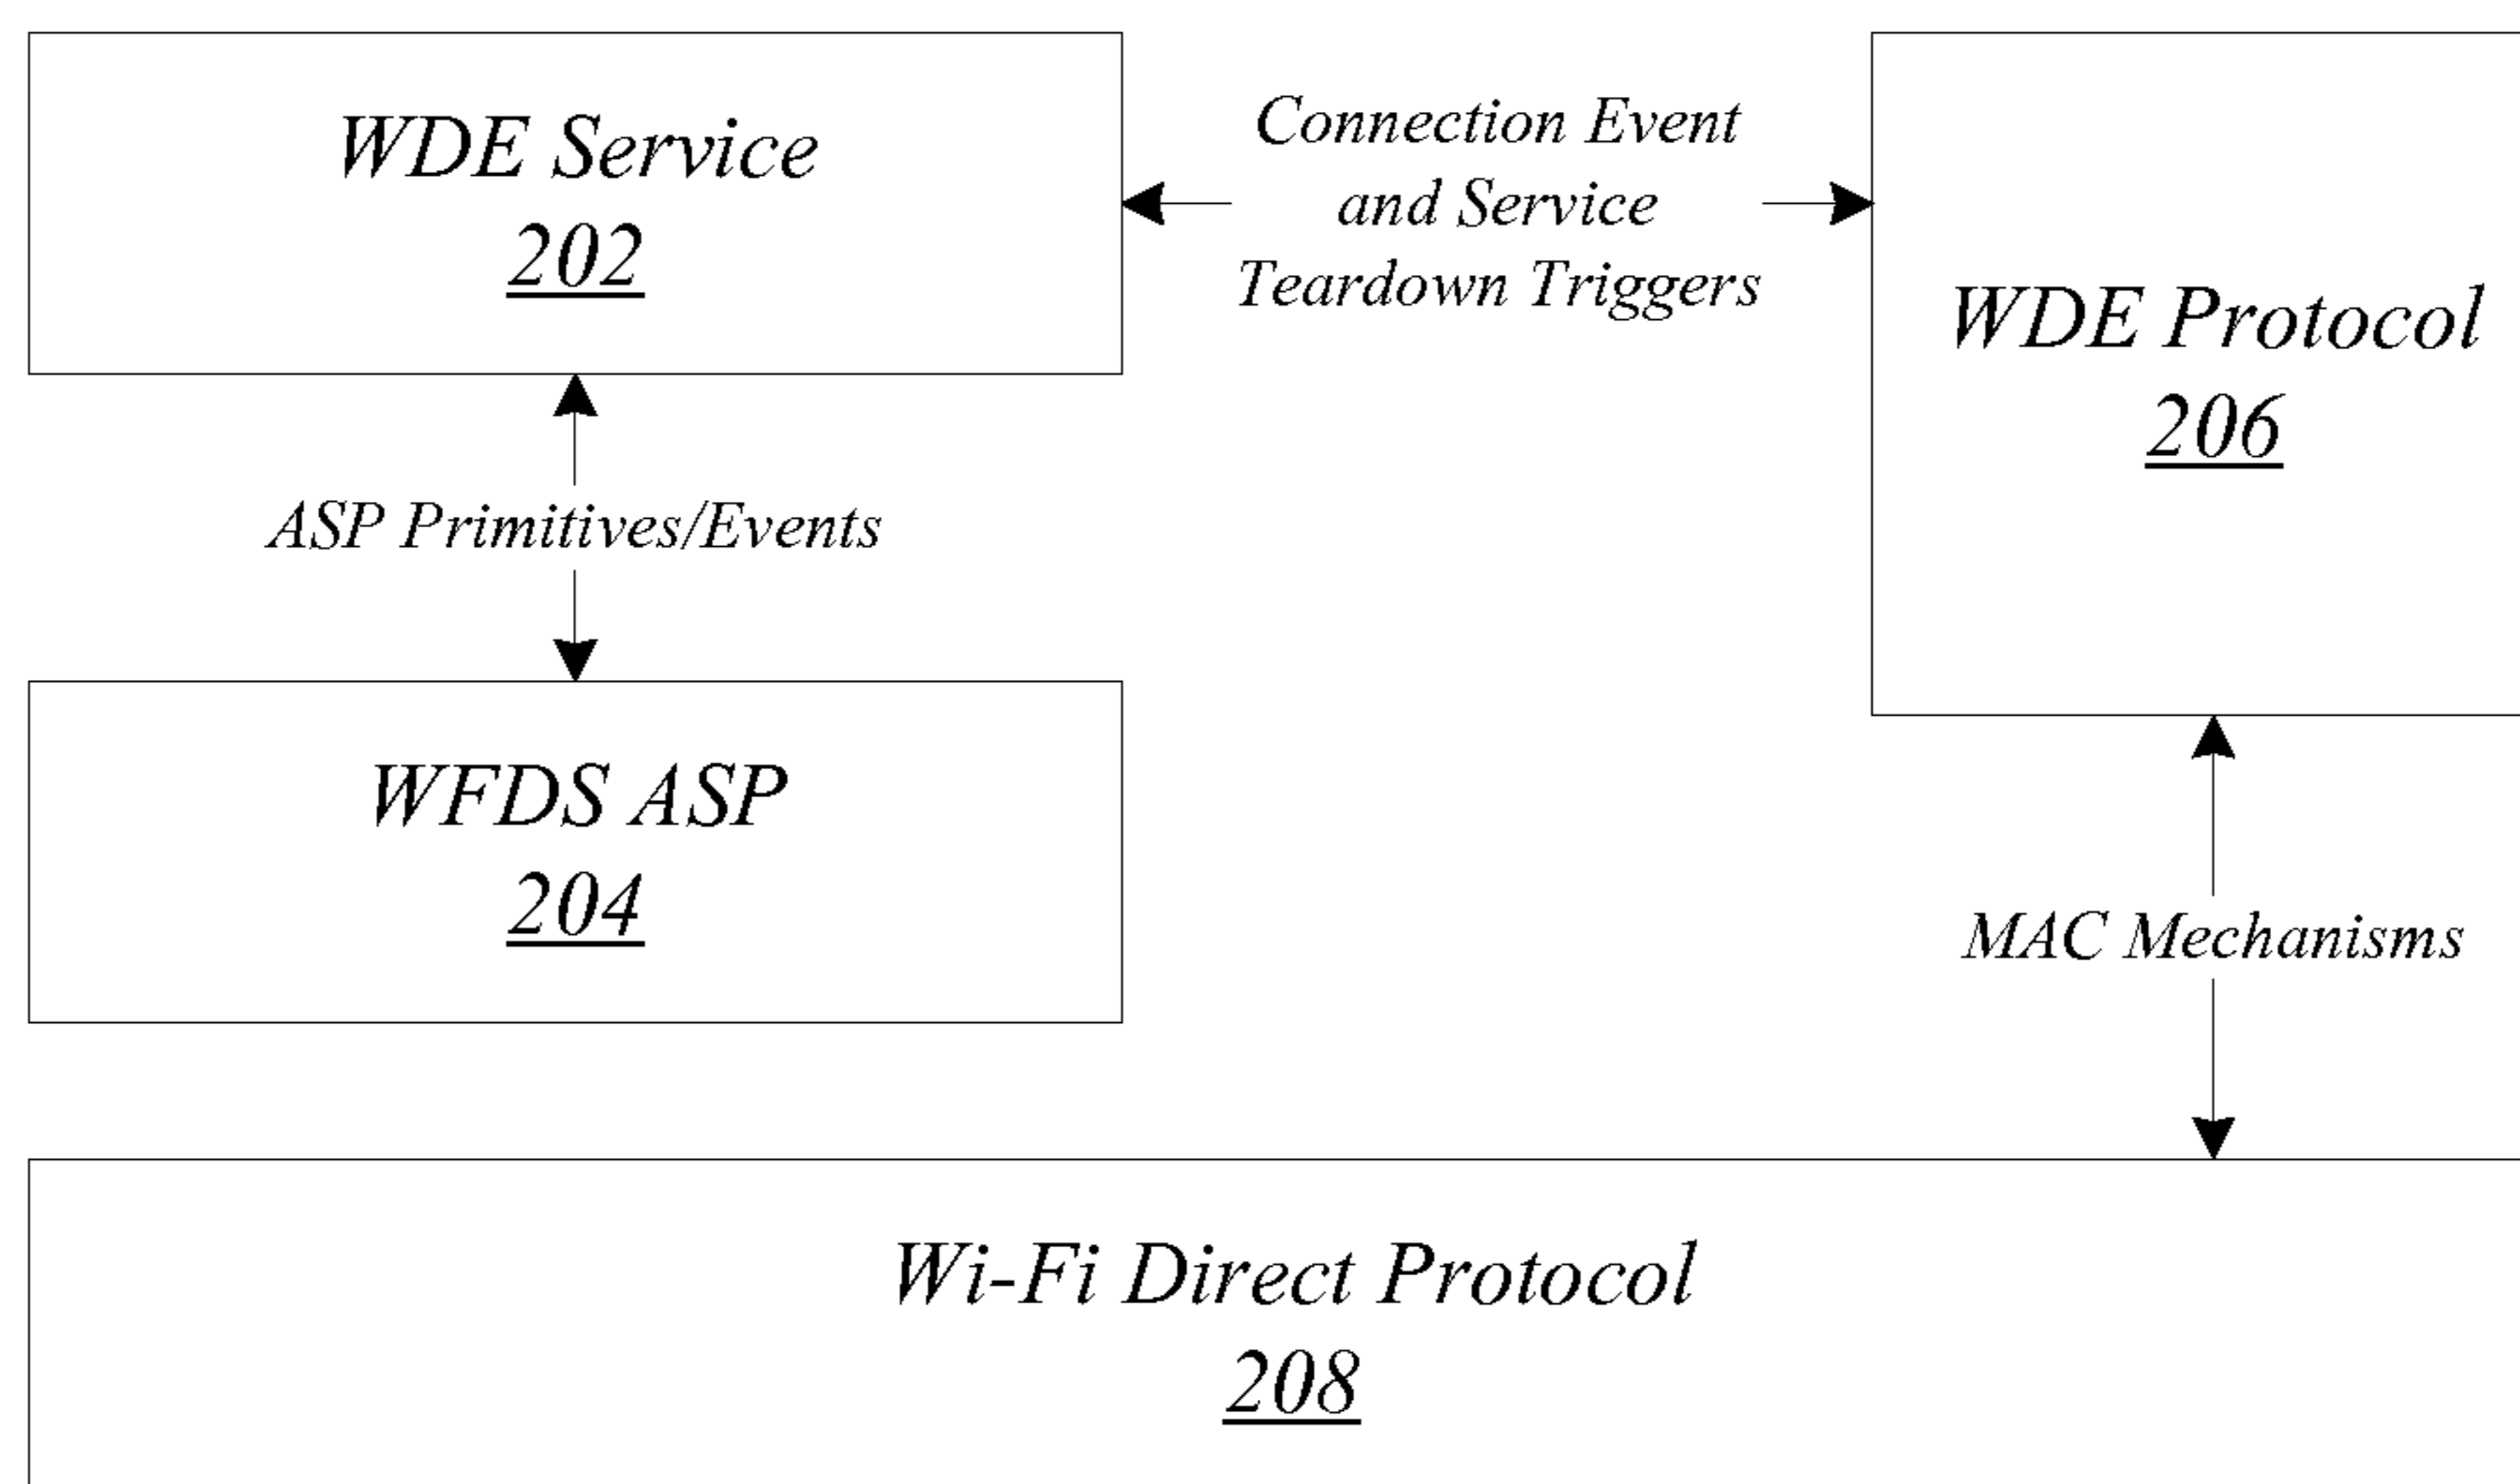 WDE Service
202
Connection Event
and Service
Teardown Triggers
WDE Protocol
206
ASP Primitives/Events
WFDS ASP
204
MAC Mechanisms
Wi-Fi Direct Protocol
208